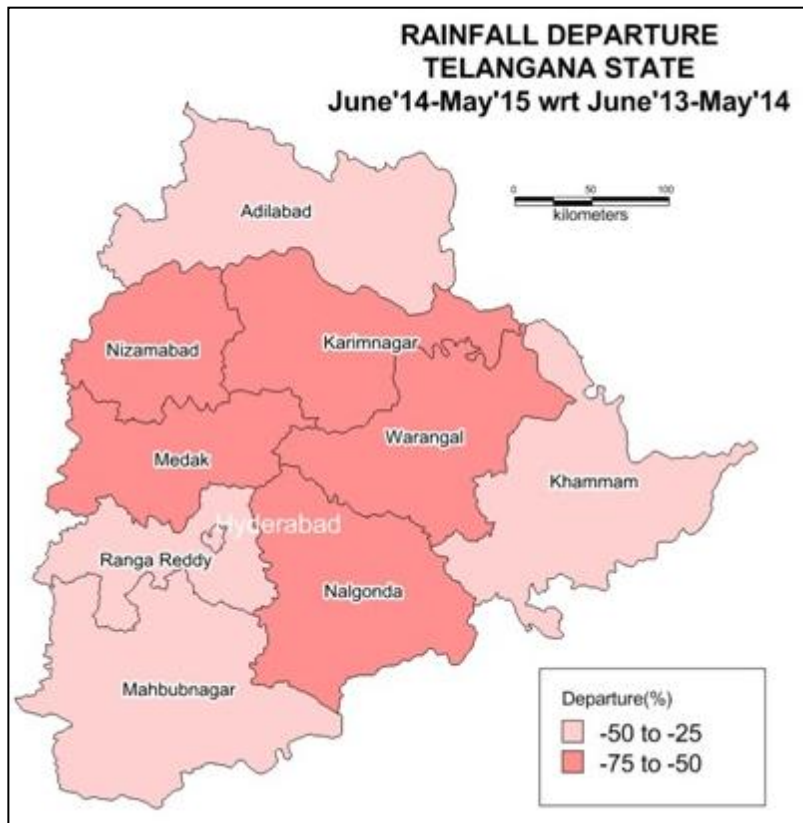 RAINFALL DEPARTURE
TELANGANA STATE
June'14-May'15 wrt June'13-May'14
0 50 100
kilometers
Adilabad
Nizamabad
Karimnagar
Warangal
Medak
Khammam
Hyderabad
Ranga Reddy
Nalgonda
Mahbubnagar
Departure(%)
-50 to -25
-75 to -50